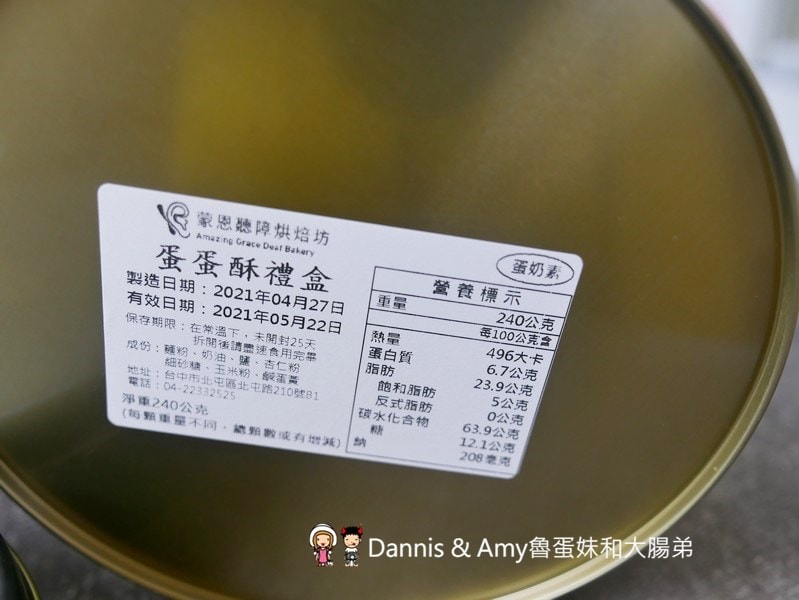 蒙恩聽障烘焙坊
Amazing Grace Deaf Bakery
蛋蛋酥禮盒
製造日期：2021年04月27日
有效日期：2021年05月22日
保存期限：在常溫下，未開封25天
拆開後請盡速食用完畢
成份：麵粉、奶油、鹽、杏仁粉
細砂糖、玉米粉、鹹蛋黃
地址：台中市北屯區北屯路210號B1
電話：04-22332525
淨重240公克
(每顆重量不同，總顆數或有增減)
蛋奶素
營養標示
重量 240公克
每100公克含
熱量 496大卡
蛋白質 6.7公克
脂肪 23.9公克
飽和脂肪 5公克
反式脂肪 0公克
碳水化合物 63.9公克
糖 12.1公克
鈉 208毫克
Dannis & Amy魯蛋妹和大腸弟